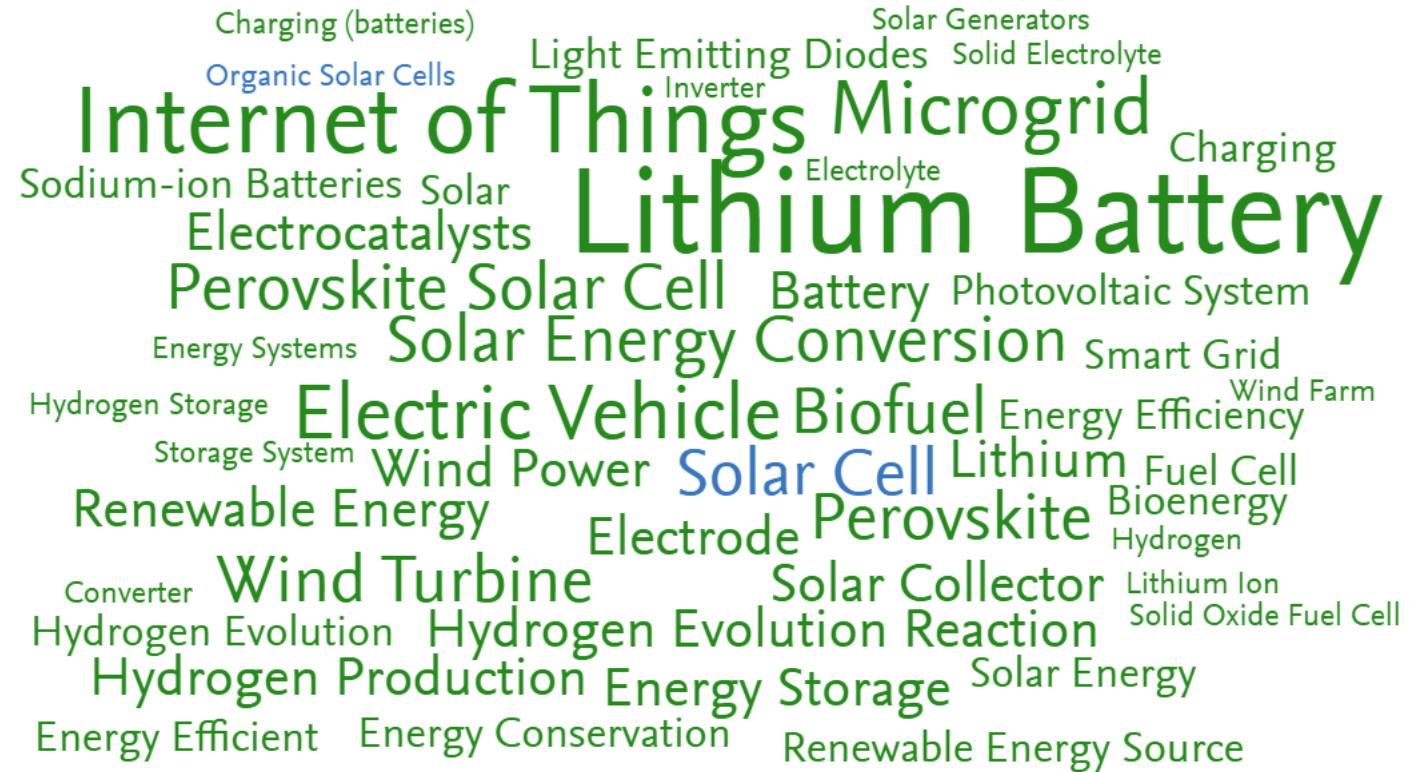 Charging (batteries)
Solar Generators
Light Emitting Diodes
Solid Electrolyte
Organic Solar Cells
Inverter
Internet of Things
Microgrid
Charging
Electrolyte
Sodium-ion Batteries
Solar
Lithium Battery
Electrocatalysts
Perovskite Solar Cell
Battery
Photovoltaic System
Solar Energy Conversion
Energy Systems
Smart Grid
Wind Farm
Hydrogen Storage
Electric Vehicle
Biofuel
Energy Efficiency
Storage System
Wind Power
Solar Cell
Lithium
Fuel Cell
Bioenergy
Renewable Energy
Electrode
Perovskite
Hydrogen
Wind Turbine
Solar Collector
Lithium Ion
Converter
Solid Oxide Fuel Cell
Hydrogen Evolution
Hydrogen Evolution Reaction
Hydrogen Production
Energy Storage
Solar Energy
Energy Efficient
Energy Conservation
Renewable Energy Source